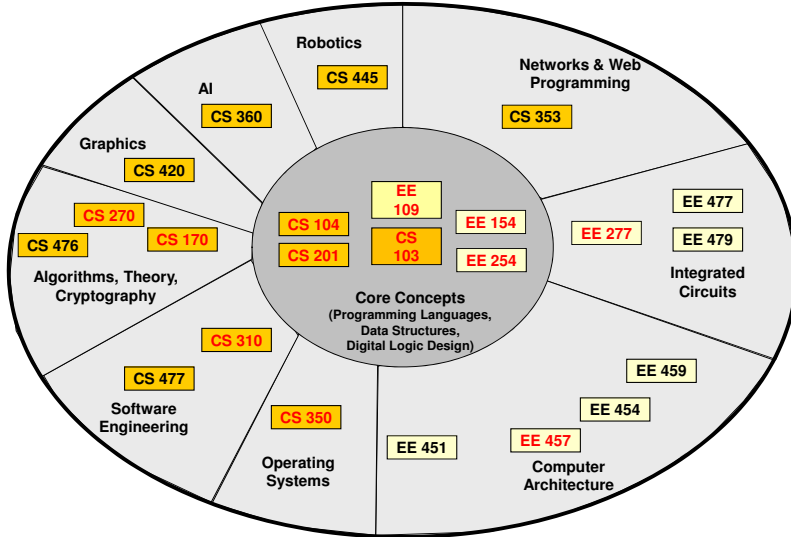 Robotics
CS 445
Networks & Web
Programming
CS 353
AI
CS 360
Graphics
CS 420
CS 270
CS 476
CS 170
Algorithms, Theory,
Cryptography
EE
109
CS 104
EE 154
CS
103
CS 201
EE 254
Core Concepts
(Programming Languages,
Data Structures,
Digital Logic Design)
EE 477
EE 277
EE 479
Integrated
Circuits
CS 310
CS 477
Software
Engineering
CS 350
Operating
Systems
EE 459
EE 454
EE 457
EE 451
Computer
Architecture